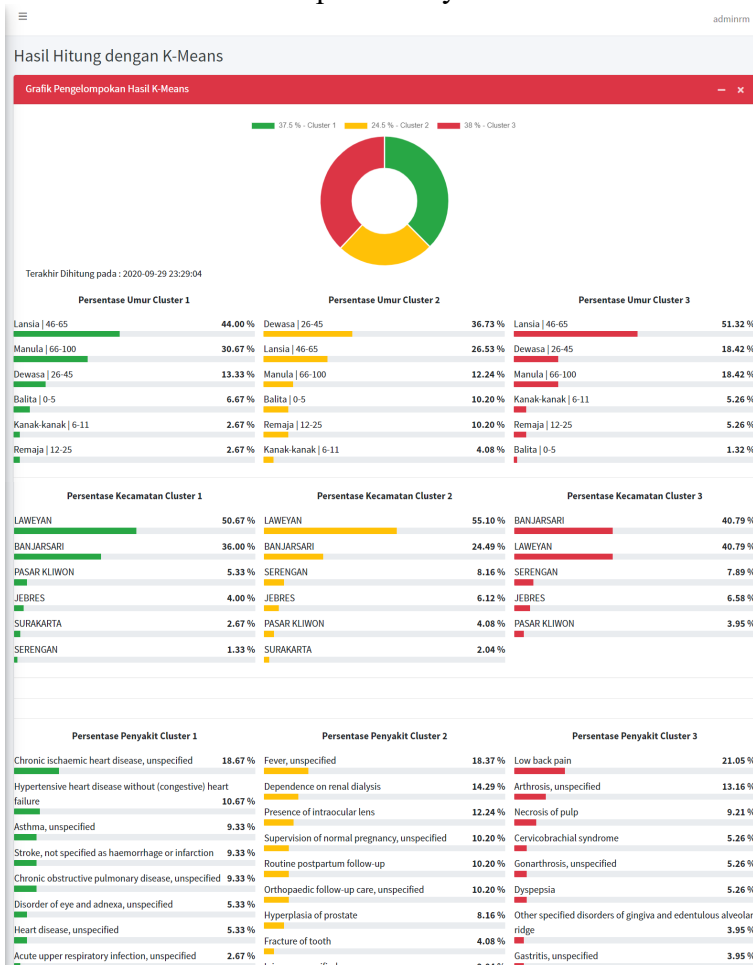 adminrm
Hasil Hitung dengan K-Means
Grafik Pengelompokan Hasil K-Means
37.5 % - Cluster 1 24.5 % - Cluster 2 38 % - Cluster 3
Terakhir Dihitung pada : 2020-09-29 23:29:04
Persentase Umur Cluster 1
Lansia | 46-65 44.00 %
Manula | 66-100 30.67 %
Dewasa | 26-45 13.33 %
Balita | 0-5 6.67 %
Kanak-kanak | 6-11 2.67 %
Remaja | 12-25 2.67 %
Persentase Umur Cluster 2
Dewasa | 26-45 36.73 %
Lansia | 46-65 26.53 %
Manula | 66-100 12.24 %
Balita | 0-5 10.20 %
Remaja | 12-25 10.20 %
Kanak-kanak | 6-11 4.08 %
Persentase Umur Cluster 3
Lansia | 46-65 51.32 %
Dewasa | 26-45 18.42 %
Manula | 66-100 18.42 %
Kanak-kanak | 6-11 5.26 %
Remaja | 12-25 5.26 %
Balita | 0-5 1.32 %
Persentase Kecamatan Cluster 1
LAWEYAN 50.67 %
BANJARSARI 36.00 %
PASAR KLIWON 5.33 %
JEBRES 4.00 %
SURAKARTA 2.67 %
SERENGAN 1.33 %
Persentase Kecamatan Cluster 2
LAWEYAN 55.10 %
BANJARSARI 24.49 %
SERENGAN 8.16 %
JEBRES 6.12 %
PASAR KLIWON 4.08 %
SURAKARTA 2.04 %
Persentase Kecamatan Cluster 3
BANJARSARI 40.79 %
LAWEYAN 40.79 %
SERENGAN 7.89 %
JEBRES 6.58 %
PASAR KLIWON 3.95 %
Persentase Penyakit Cluster 1
Chronic ischaemic heart disease, unspecified 18.67 %
Hypertensive heart disease without (congestive) heart
failure 10.67 %
Asthma, unspecified 9.33 %
Stroke, not specified as haemorrhage or infarction 9.33 %
Chronic obstructive pulmonary disease, unspecified 9.33 %
Disorder of eye and adnexa, unspecified 5.33 %
Heart disease, unspecified 5.33 %
Acute upper respiratory infection, unspecified 2.67 %
Persentase Penyakit Cluster 2
Fever, unspecified 18.37 %
Dependence on renal dialysis 14.29 %
Presence of intraocular lens 12.24 %
Supervision of normal pregnancy, unspecified 10.20 %
Routine postpartum follow-up 10.20 %
Orthopaedic follow-up care, unspecified 10.20 %
Hyperplasia of prostate 8.16 %
Fracture of tooth 4.08 %
Persentase Penyakit Cluster 3
Low back pain 21.05 %
Arthrosis, unspecified 13.16 %
Necrosis of pulp 9.21 %
Cervicobrachial syndrome 5.26 %
Gonarthrosis, unspecified 5.26 %
Dyspepsia 5.26 %
Other specified disorders of gingiva and edentulous alveolar
ridge 3.95 %
Gastritis, unspecified 3.95 %